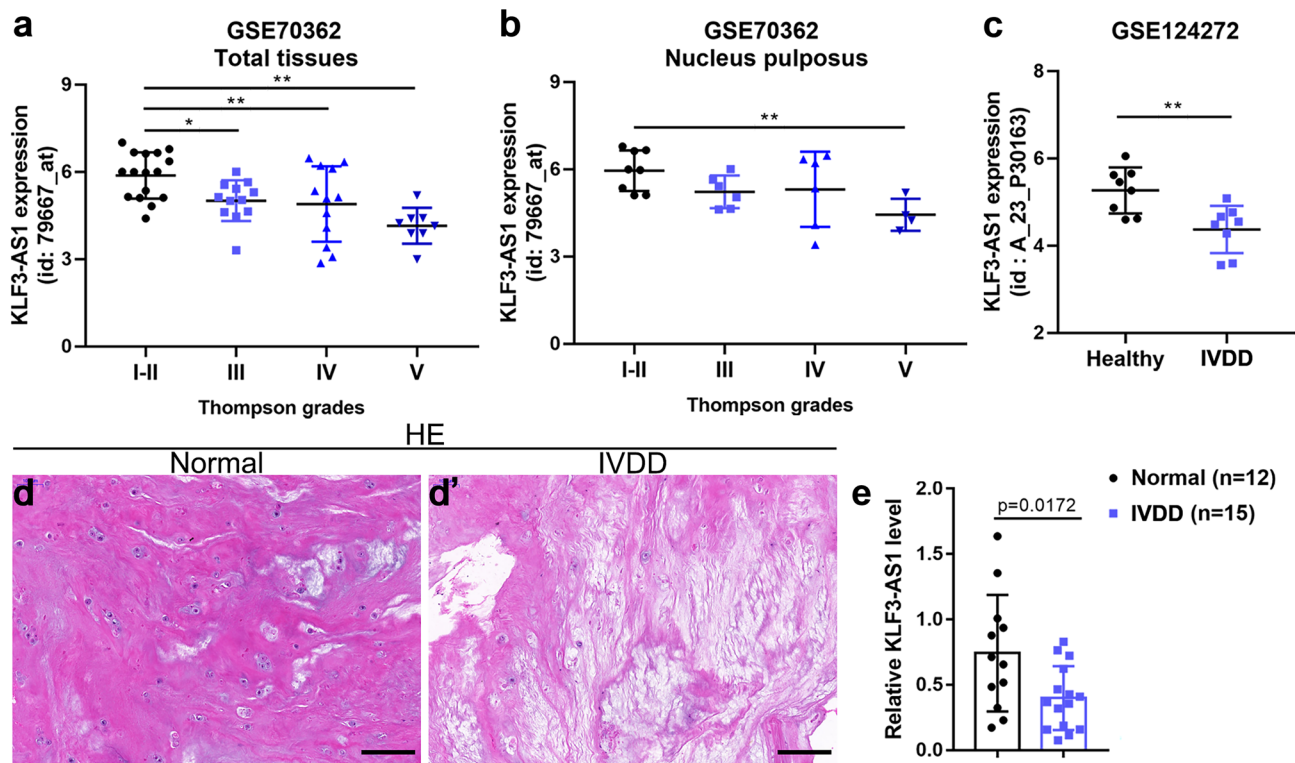 a
GSE70362
Total tissues
KLF3-AS1 expression
(id: 79667_at)
9
6
3
0
**
**
*
I-II
III
IV
V
Thompson grades
b
GSE70362
Nucleus pulposus
KLF3-AS1 expression
(id: 79667_at)
9
6
3
0
**
I-II
III
IV
V
Thompson grades
c
GSE124272
KLF3-AS1 expression
(id : A_23_P30163)
8
6
4
2
**
Healthy
IVDD
HE
Normal
IVDD
d
d'
e
Relative KLF3-AS1 level
2.0
1.5
1.0
0.5
0.0
p=0.0172
Normal (n=12)
IVDD (n=15)